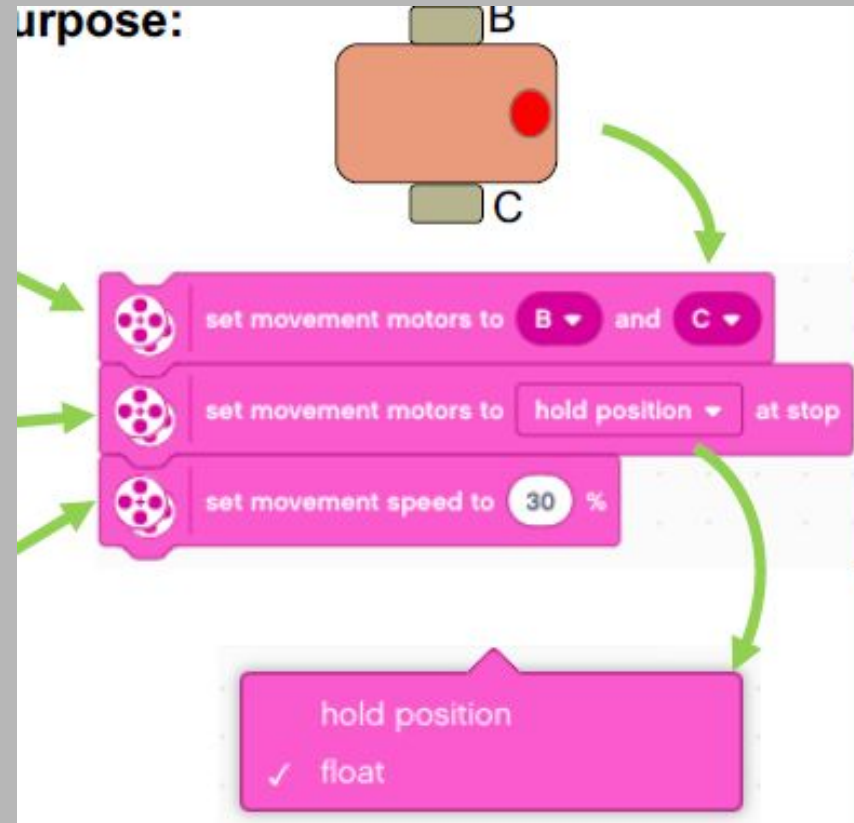 urpose:
B
C
set movement motors to B and C
set movement motors to hold position at stop
set movement speed to 30 %
hold position
✓ float